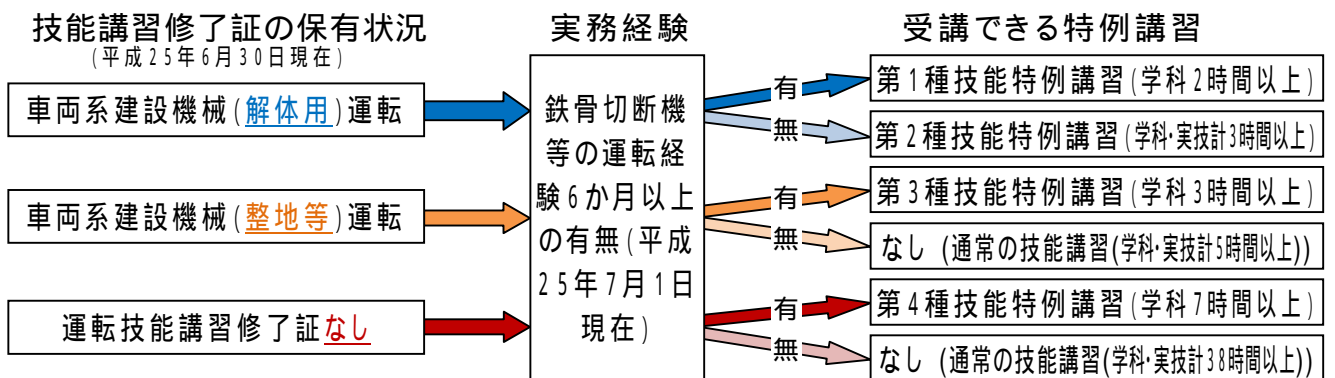 技能講習修了証の保有状況
(平成25年6月30日現在)
実務経験
受講できる特例講習
車両系建設機械(解体用)運転
車両系建設機械(整地等)運転
運転技能講習修了証なし
鉄骨切断機
等の運転経
験6か月以上
の有無(平成
25年7月1日
現在)
有
第1種技能特例講習(学科2時間以上)
無
第2種技能特例講習(学科・実技計3時間以上)
有
第3種技能特例講習(学科3時間以上)
無
なし (通常の技能講習(学科・実技計5時間以上))
有
第4種技能特例講習(学科7時間以上)
無
なし (通常の技能講習(学科・実技計38時間以上))